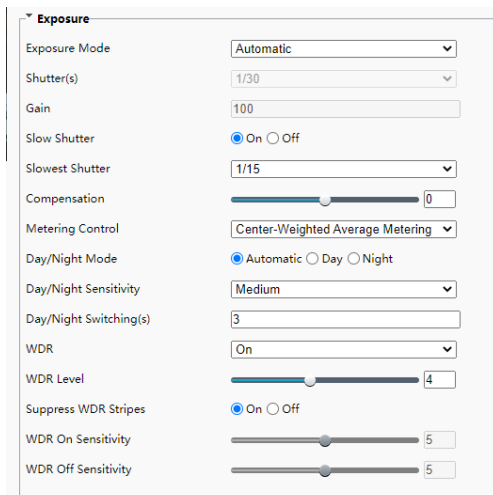 Exposure
Exposure Mode Automatic
Shutter(s) 1/30
Gain 100
Slow Shutter On Off
Slowest Shutter 1/15
Compensation 0
Metering Control Center-Weighted Average Metering
Day/Night Mode Automatic Day Night
Day/Night Sensitivity Medium
Day/Night Switching(s) 3
WDR On
WDR Level 4
Suppress WDR Stripes On Off
WDR On Sensitivity 5
WDR Off Sensitivity 5